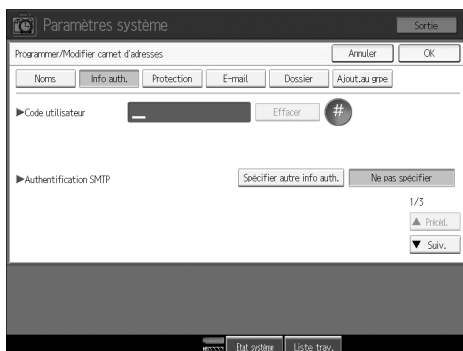 Paramètres système
Sortie
Programmer/Modifier carnet d'adresses
Annuler
OK
Noms
Info auth.
Protection
E-mail
Dossier
Ajout.au grpe
►Code utilisateur
Effacer
#
►Authentification SMTP
Spécifier autre info auth.
Ne pas spécifier
1/3
▲ Précéd.
▼ Suiv.
Etat système
Liste trav.